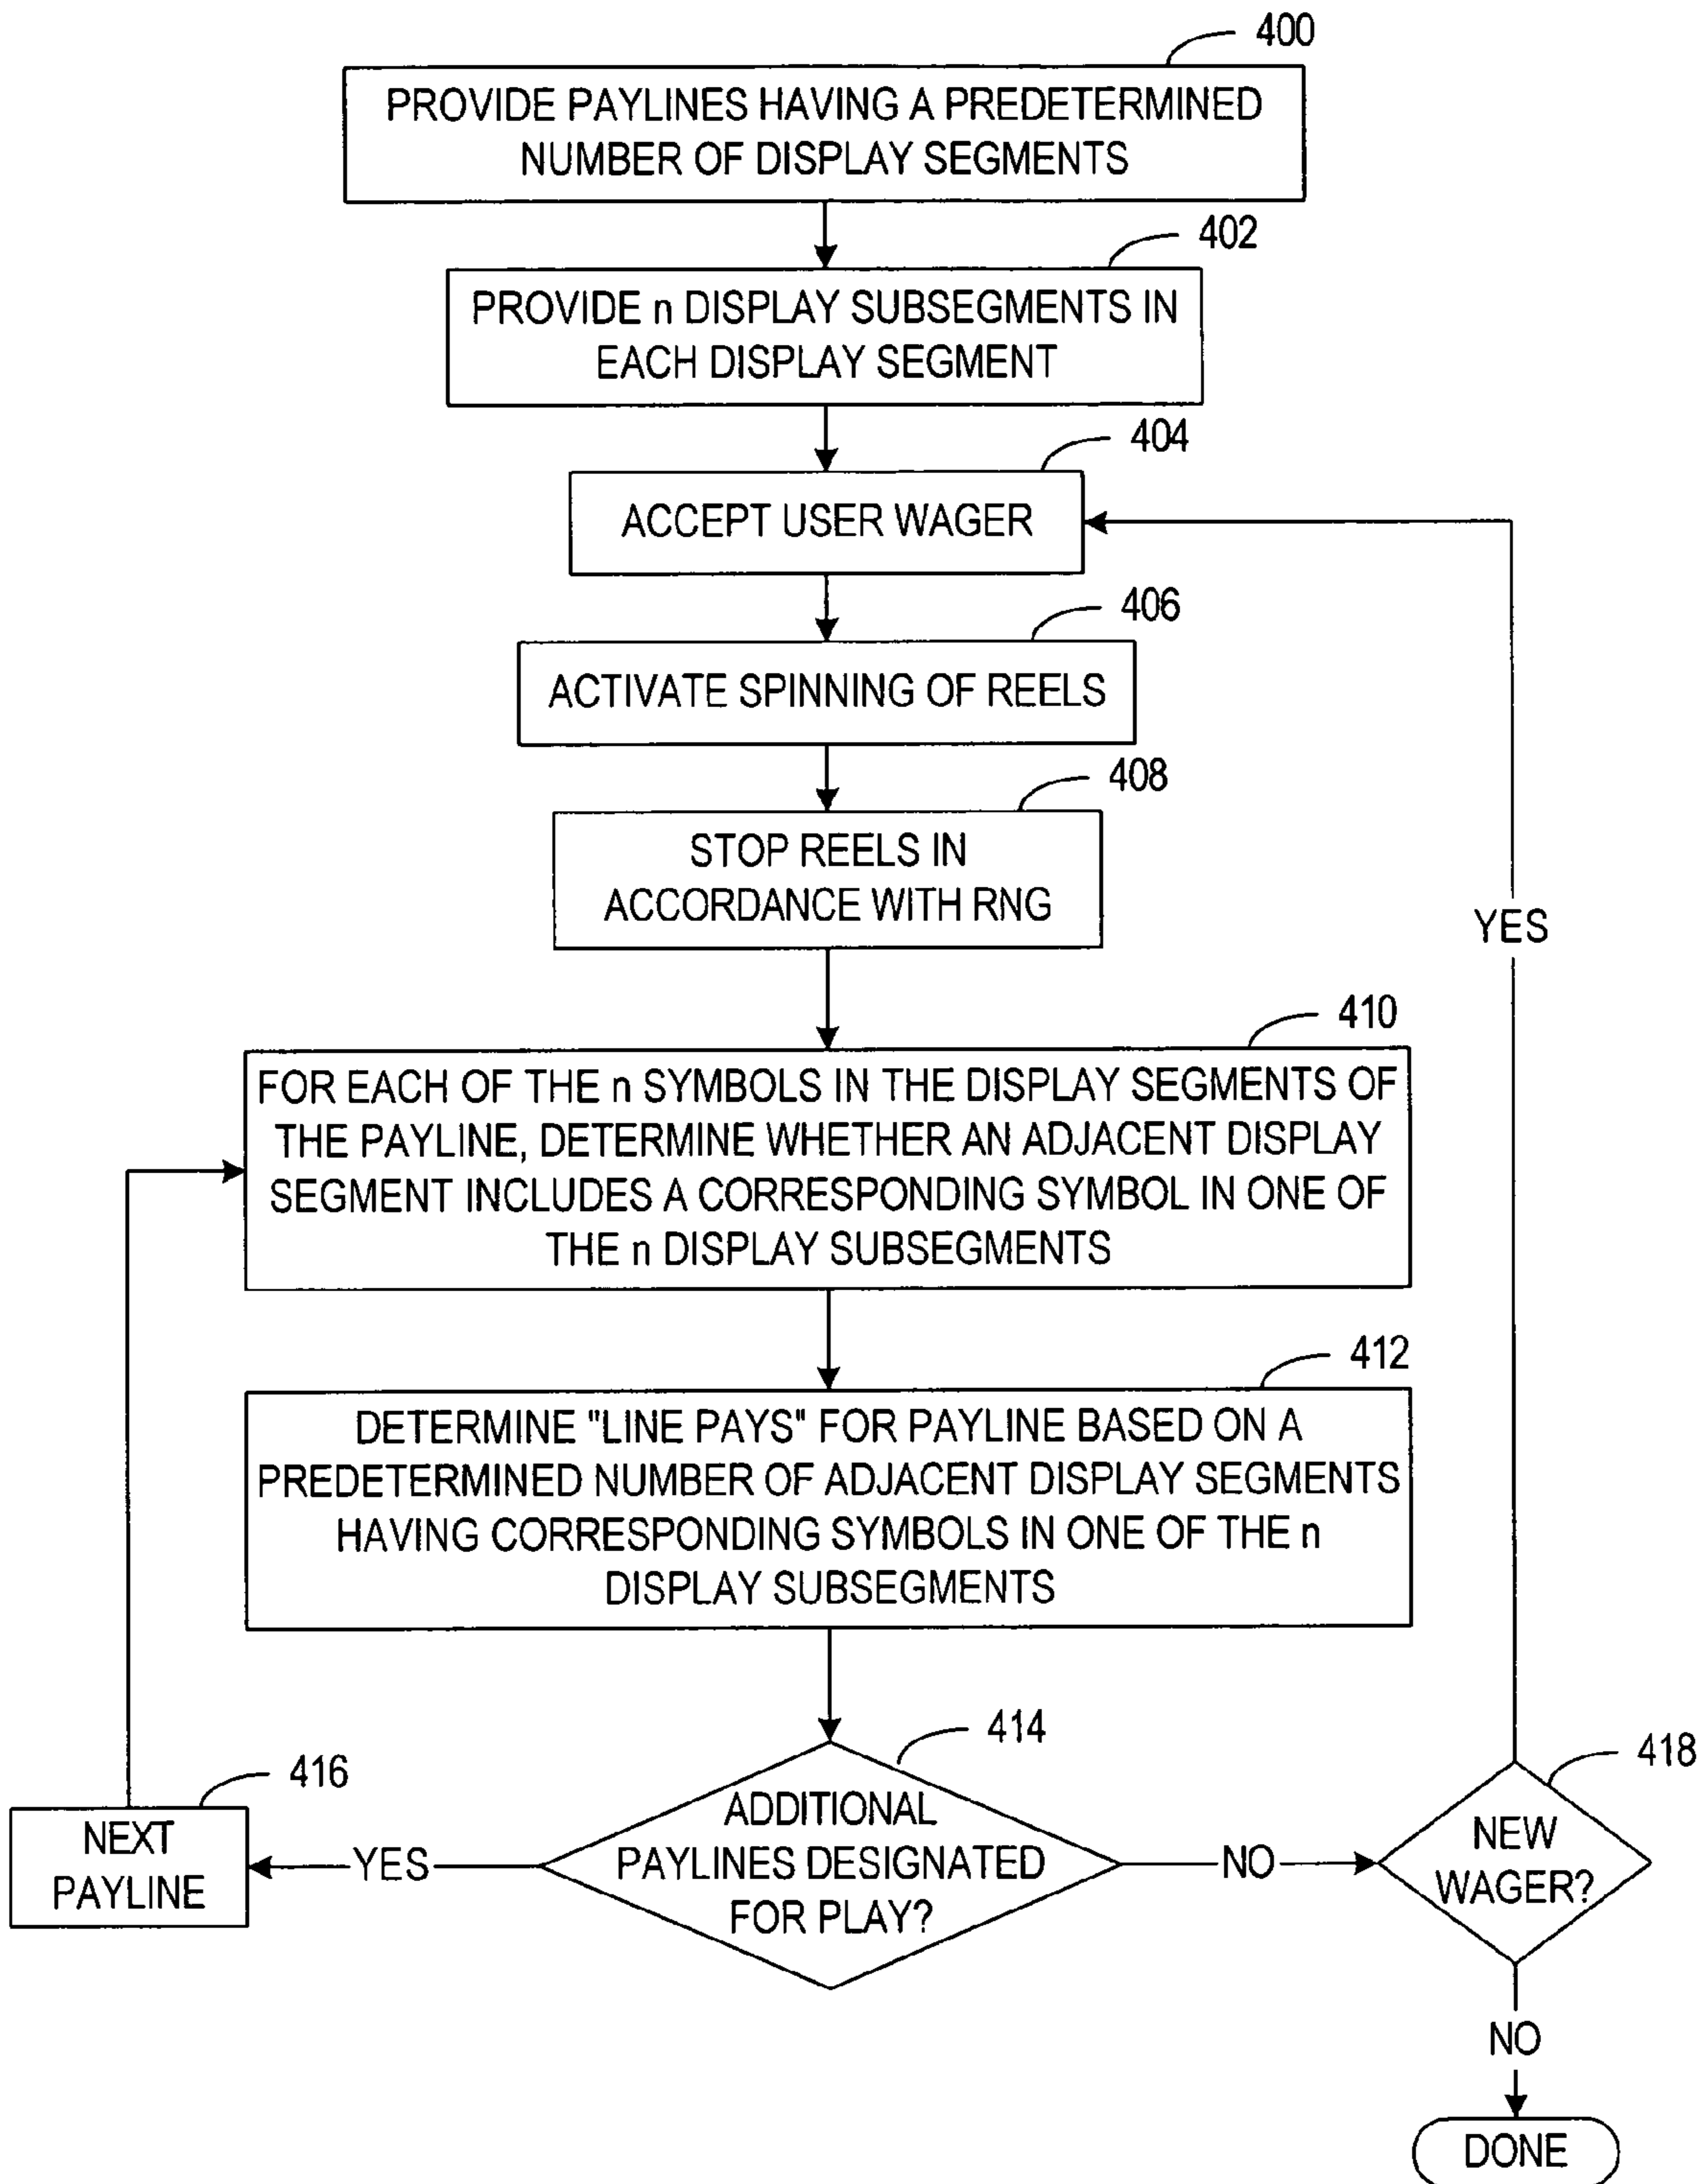 400
PROVIDE PAYLINES HAVING A PREDETERMINED
NUMBER OF DISPLAY SEGMENTS
402
PROVIDE n DISPLAY SUBSEGMENTS IN
EACH DISPLAY SEGMENT
404
ACCEPT USER WAGER
406
ACTIVATE SPINNING OF REELS
408
STOP REELS IN
ACCORDANCE WITH RNG
YES
410
FOR EACH OF THE n SYMBOLS IN THE DISPLAY SEGMENTS OF
THE PAYLINE, DETERMINE WHETHER AN ADJACENT DISPLAY
SEGMENT INCLUDES A CORRESPONDING SYMBOL IN ONE OF
THE n DISPLAY SUBSEGMENTS
412
DETERMINE "LINE PAYS" FOR PAYLINE BASED ON A
PREDETERMINED NUMBER OF ADJACENT DISPLAY SEGMENTS
HAVING CORRESPONDING SYMBOLS IN ONE OF THE n
DISPLAY SUBSEGMENTS
414
ADDITIONAL
PAYLINES DESIGNATED
FOR PLAY?
416
NEXT
PAYLINE
YES
NO
418
NEW
WAGER?
NO
DONE